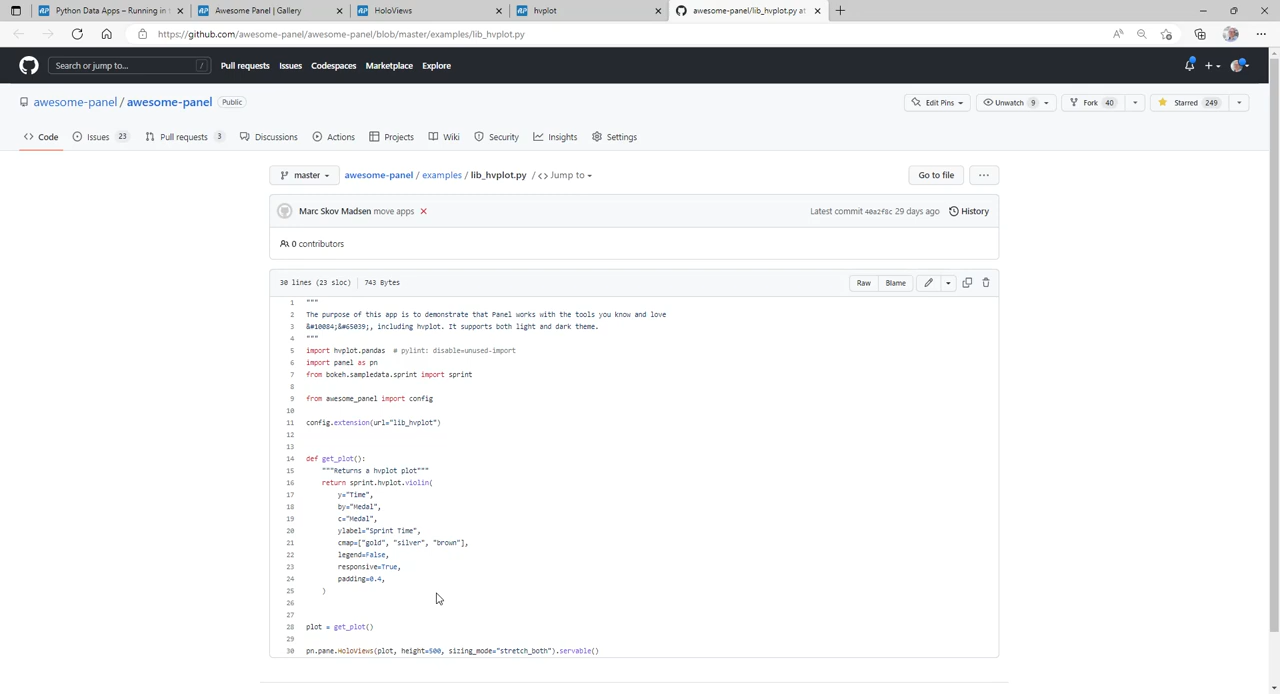 Python Data Apps – Running in
Awesome Panel | Gallery
HoloViews
hvplot
awesome-panel/lib_hvplot.py at
https://github.com/awesome-panel/awesome-panel/blob/master/examples/lib_hvplot.py
Search or jump to... /
Pull requests Issues Codespaces Marketplace Explore
awesome-panel / awesome-panel Public
Edit Pins Unwatch 9 Fork 40 Starred 249
Code Issues 23 Pull requests 3 Discussions Actions Projects Wiki Security Insights Settings
master awesome-panel / examples / lib_hvplot.py / <> Jump to
Go to file ...
Marc Skov Madsen move apps
Latest commit 40a2f8c 29 days ago History
0 contributors
30 lines (23 sloc) 743 Bytes
Raw Blame
1 """
2 The purpose of this app is to demonstrate that Panel works with the tools you know and love
3 &#10084;&#65039;, including hvplot. It supports both light and dark theme.
4 """
5 import hvplot.pandas # pylint: disable=unused-import
6 import panel as pn
7 from bokeh.sampledata.sprint import sprint
8
9 from awesome_panel import config
10
11 config.extension(url="lib_hvplot")
12
13
14 def get_plot():
15 """Returns a hvplot plot"""
16 return sprint.hvplot.violin(
17 y="Time",
18 by="Medal",
19 c="Medal",
20 ylabel="Sprint Time",
21 cmap=["gold", "silver", "brown"],
22 legend=False,
23 responsive=True,
24 padding=0.4,
25 )
26
27
28 plot = get_plot()
29
30 pn.pane.HoloViews(plot, height=500, sizing_mode="stretch_both").servable()